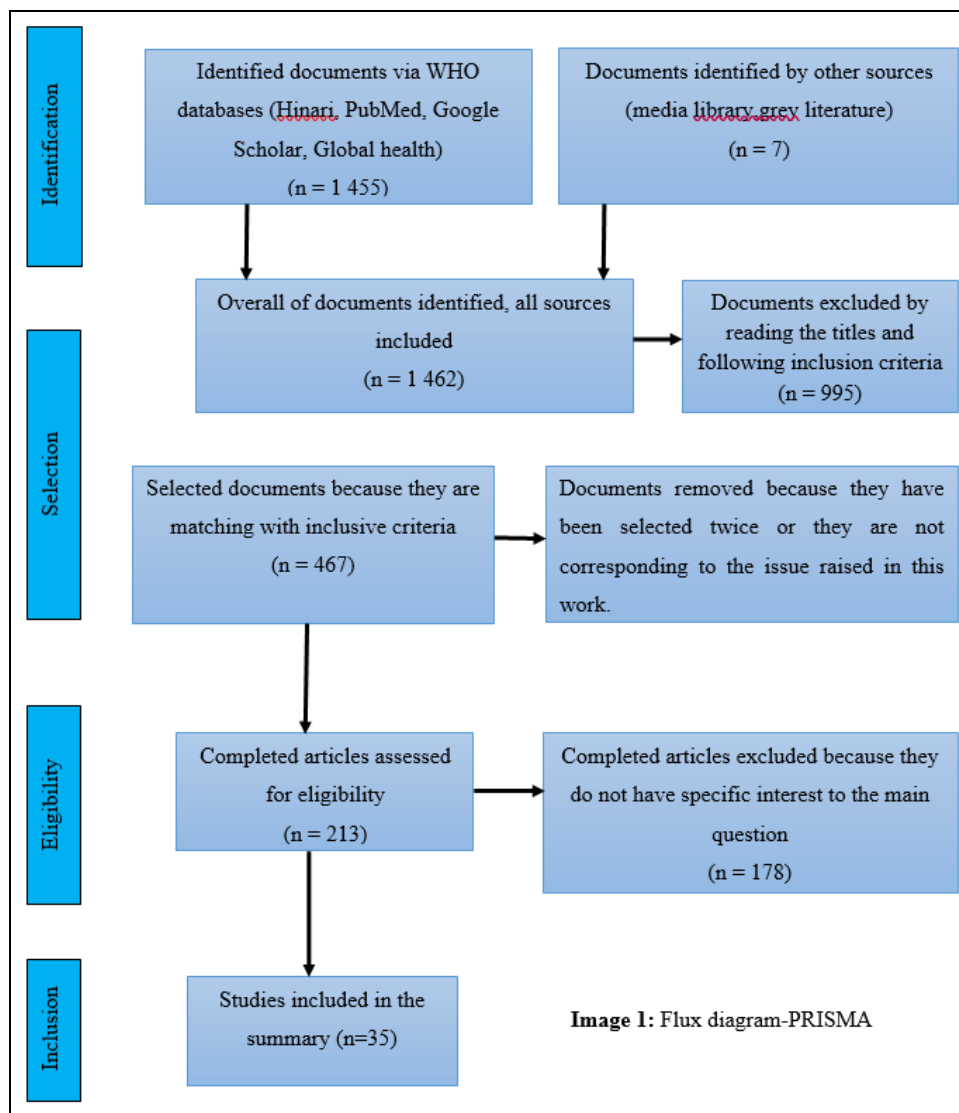 Identification
Identified documents via WHO
databases (Hinari, PubMed, Google
Scholar, Global health)
(n = 1 455)
Documents identified by other sources
(media library,grey literature)
(n = 7)
Overall of documents identified, all sources
included
(n = 1 462)
Documents excluded by
reading the titles and
following inclusion criteria
(n = 995)
Selection
Selected documents because they are
matching with inclusive criteria
(n = 467)
Documents removed because they have
been selected twice or they are not
corresponding to the issue raised in this
work.
Eligibility
Completed articles assessed
for eligibility
(n = 213)
Completed articles excluded because they
do not have specific interest to the main
question
(n = 178)
Inclusion
Studies included in the
summary (n=35)
Image 1: Flux diagram-PRISMA